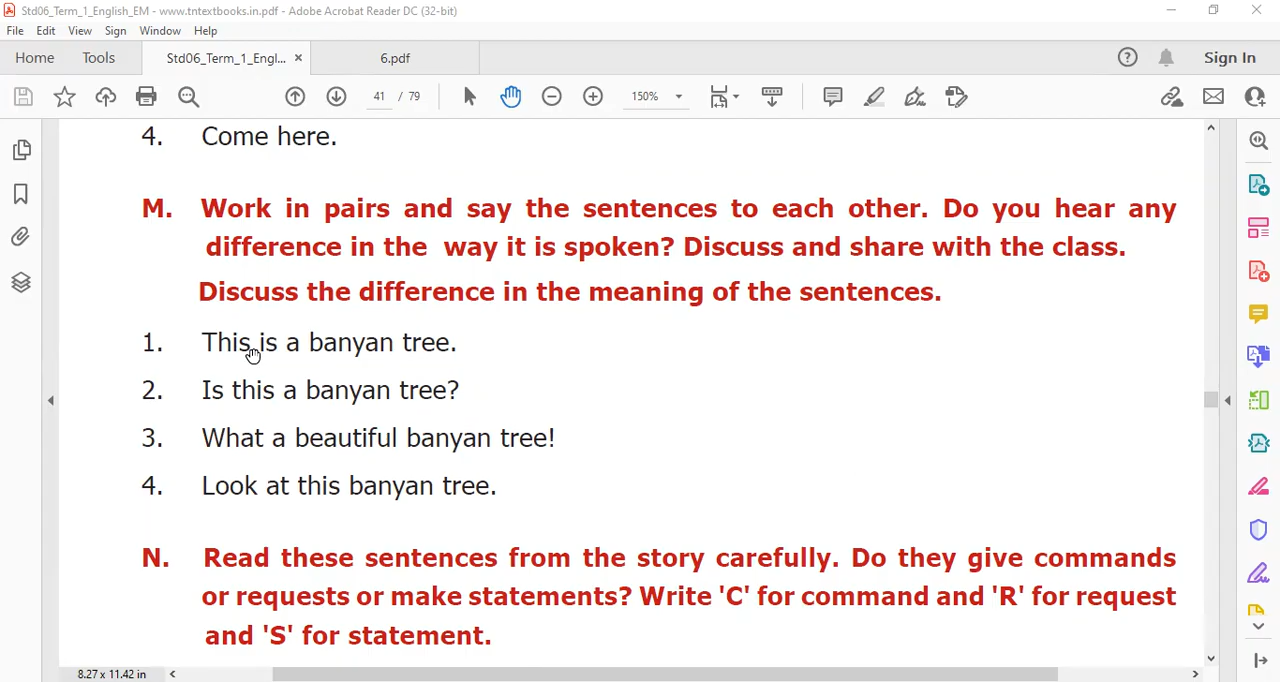 Std06_Term_1_English_EM - www.tntextbooks.in.pdf - Adobe Acrobat Reader DC (32-bit)
File Edit View Sign Window Help
Home Tools Std06_Term_1_Engl... × 6.pdf Sign In
41 / 79 150%
4. Come here.
M. Work in pairs and say the sentences to each other. Do you hear any
difference in the way it is spoken? Discuss and share with the class.
Discuss the difference in the meaning of the sentences.
1. This is a banyan tree.
2. Is this a banyan tree?
3. What a beautiful banyan tree!
4. Look at this banyan tree.
N. Read these sentences from the story carefully. Do they give commands
or requests or make statements? Write 'C' for command and 'R' for request
and 'S' for statement.
8.27 x 11.42 in